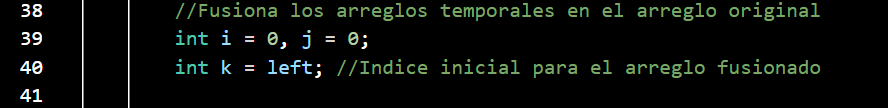 38 //Fusiona los arreglos temporales en el arreglo original
39 int i = 0, j = 0;
40 int k = left; //Indice inicial para el arreglo fusionado
41